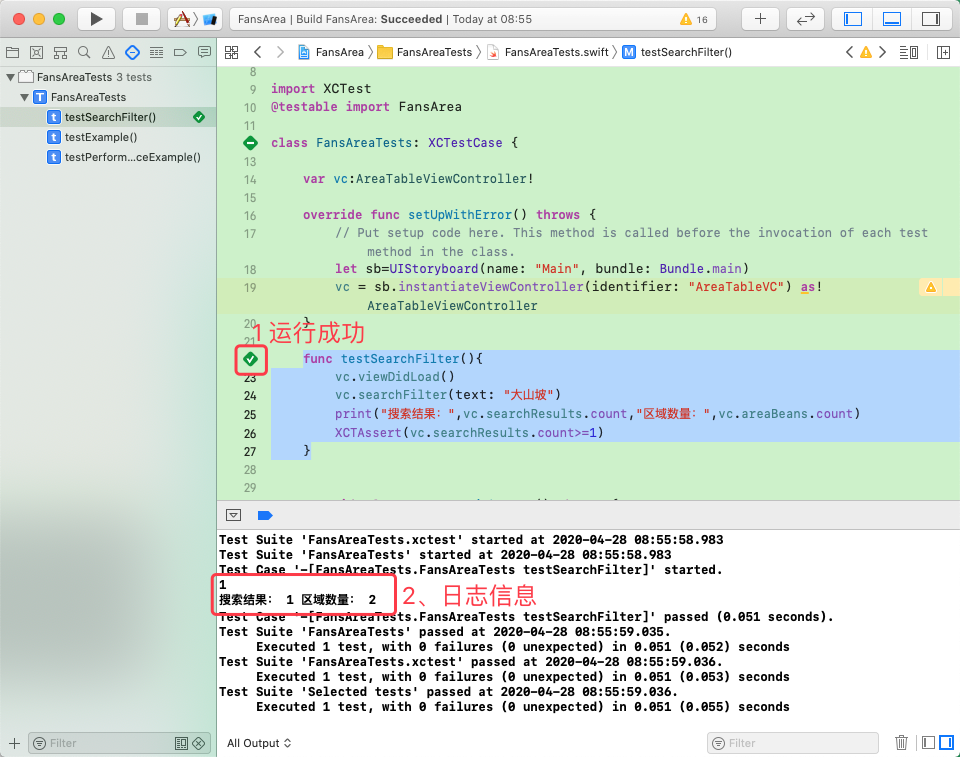 FansArea | Build FansArea: Succeeded | Today at 08:55
16
FansArea
FansAreaTests
FansAreaTests.swift
M testSearchFilter()
FansAreaTests 3 tests
T FansAreaTests
t testSearchFilter()
t testExample()
t testPerform...ceExample()
8
9 import XCTest
10 @testable import FansArea
11
class FansAreaTests: XCTestCase {
13
14 var vc:AreaTableViewController!
15
16 override func setUpWithError() throws {
17 // Put setup code here. This method is called before the invocation of each test
method in the class.
18 let sb=UIStoryboard(name: "Main", bundle: Bundle.main)
19 vc = sb.instantiateViewController(identifier: "AreaTableVC") as!
AreaTableViewController
20 }
1 运行成功
21
func testSearchFilter(){
23 vc.viewDidLoad()
24 vc.searchFilter(text: "大山坡")
25 print("搜索结果: ",vc.searchResults.count,"区域数量: ",vc.areaBeans.count)
26 XCTAssert(vc.searchResults.count>=1)
27 }
28
29
Test Suite 'FansAreaTests.xctest' started at 2020-04-28 08:55:58.983
Test Suite 'FansAreaTests' started at 2020-04-28 08:55:58.983
Test Case '-[FansAreaTests.FansAreaTests testSearchFilter]' started.
1
搜索结果: 1 区域数量: 2
2、日志信息
Test Case '-[FansAreaTests.FansAreaTests testSearchFilter]' passed (0.051 seconds).
Test Suite 'FansAreaTests' passed at 2020-04-28 08:55:59.035.
Executed 1 test, with 0 failures (0 unexpected) in 0.051 (0.052) seconds
Test Suite 'FansAreaTests.xctest' passed at 2020-04-28 08:55:59.036.
Executed 1 test, with 0 failures (0 unexpected) in 0.051 (0.053) seconds
Test Suite 'Selected tests' passed at 2020-04-28 08:55:59.036.
Executed 1 test, with 0 failures (0 unexpected) in 0.051 (0.055) seconds
Filter
All Output
Filter